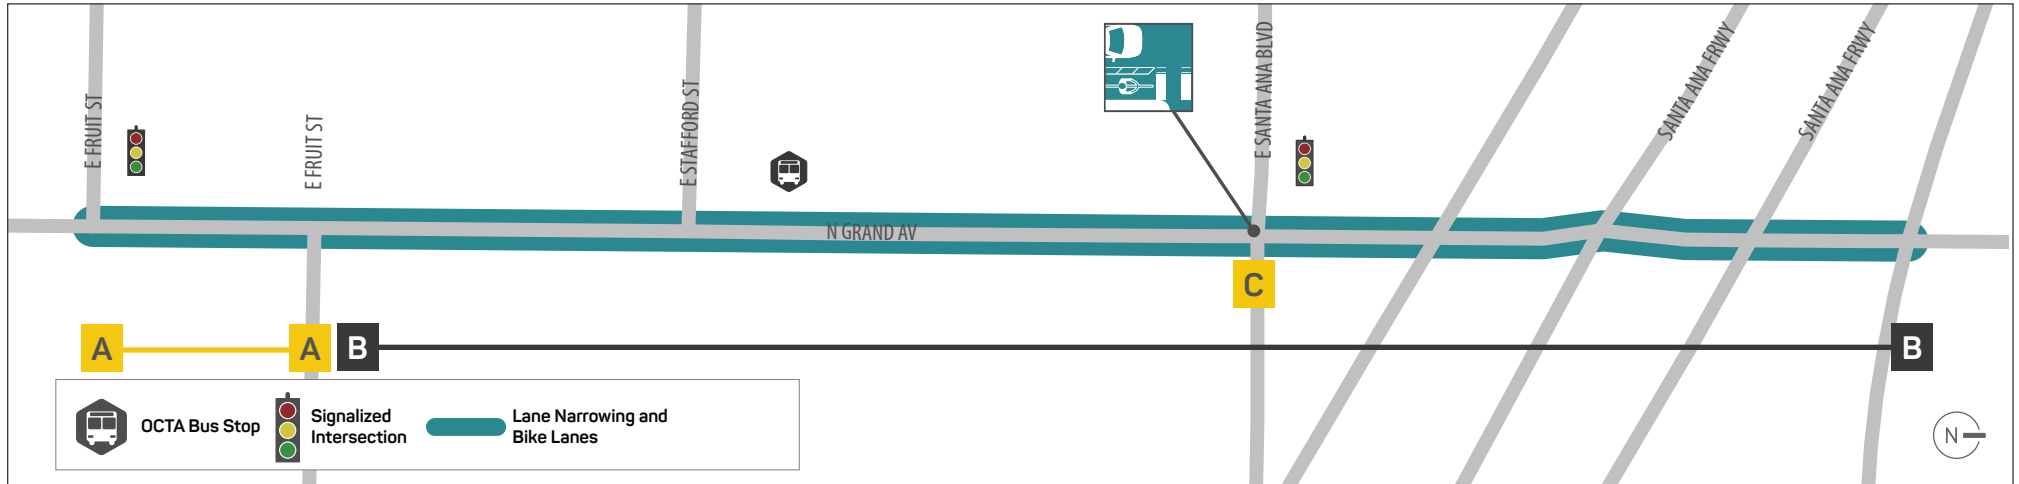 E FRUIT ST
E FRUIT ST
E STAFFORD ST
E SANTA ANA BLVD
SANTA ANA FRWY
SANTA ANA FRWY
N GRAND AV
C
A
A
B
B
OCTA Bus Stop
Signalized
Intersection
Lane Narrowing and
Bike Lanes
N